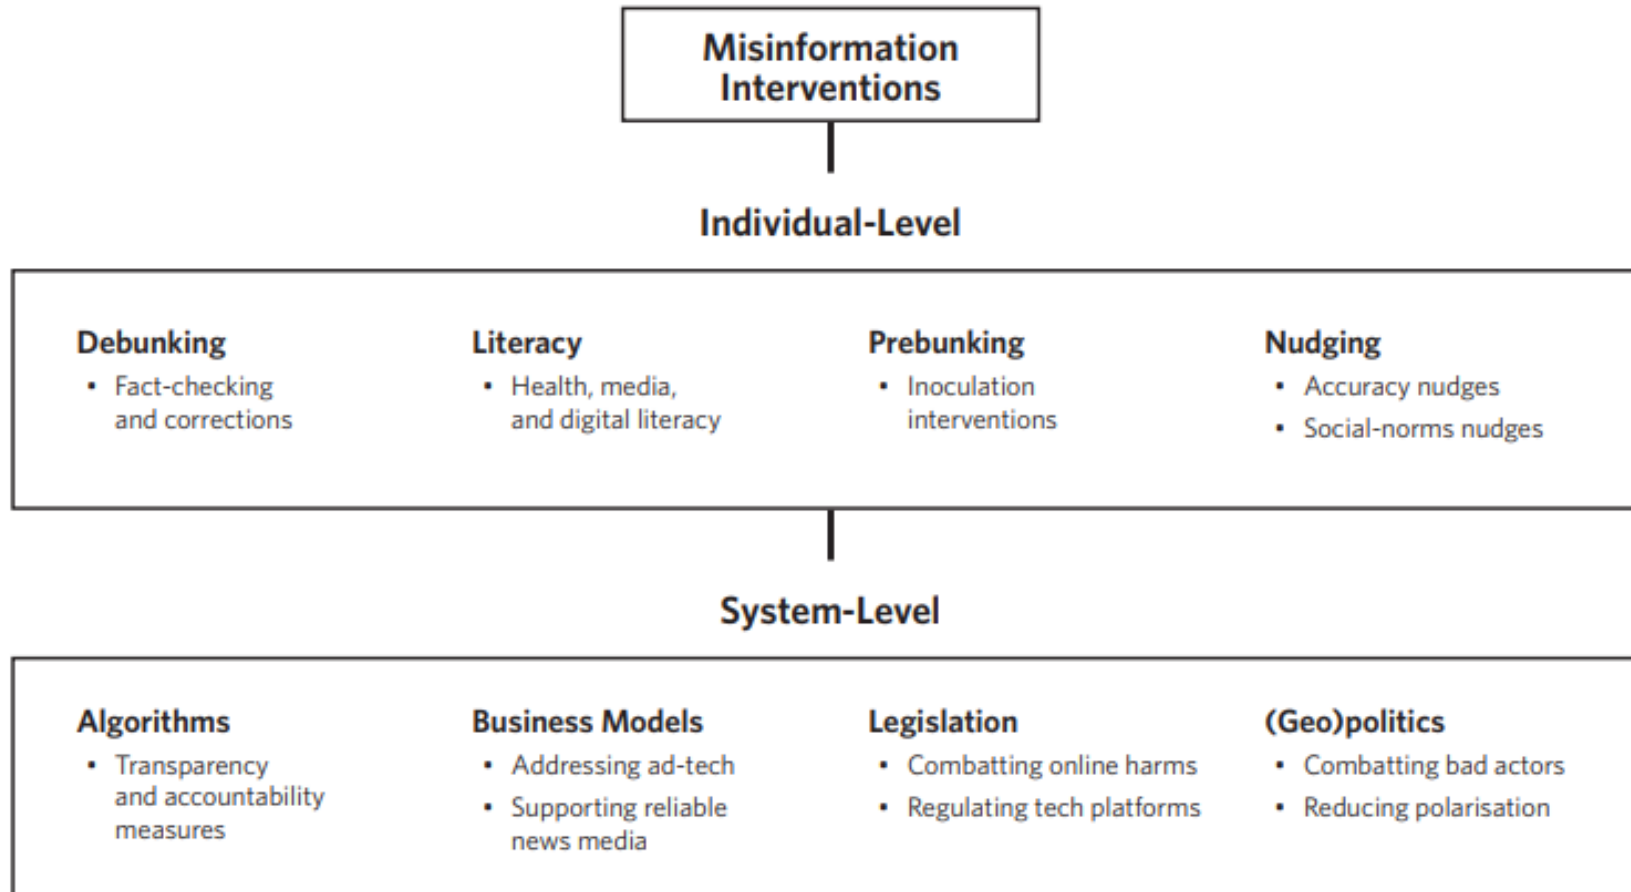 Misinformation
Interventions
Individual-Level
Debunking
• Fact-checking
and corrections
Literacy
• Health, media,
and digital literacy
Prebunking
• Inoculation
interventions
Nudging
• Accuracy nudges
• Social-norms nudges
System-Level
Algorithms
• Transparency
and accountability
measures
Business Models
• Addressing ad-tech
• Supporting reliable
news media
Legislation
• Combatting online harms
• Regulating tech platforms
(Geo)politics
• Combatting bad actors
• Reducing polarisation